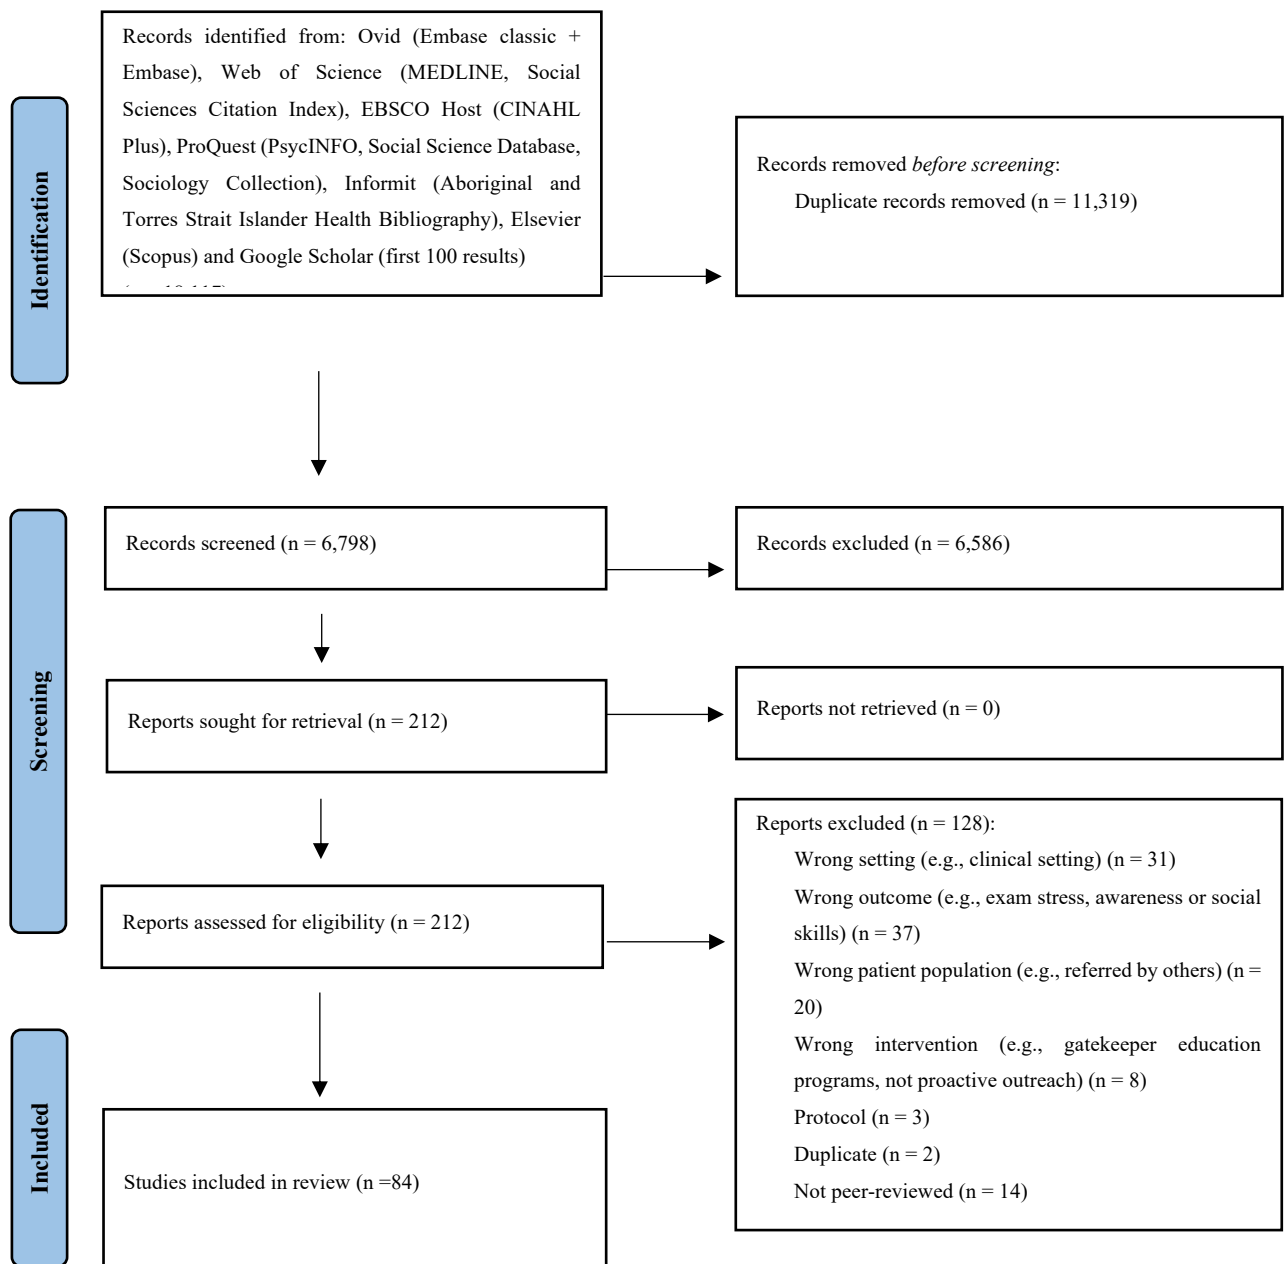 Identification
Records identified from: Ovid (Embase classic +
Embase), Web of Science (MEDLINE, Social
Sciences Citation Index), EBSCO Host (CINAHL
Plus), ProQuest (PsycINFO, Social Science Database,
Sociology Collection), Informit (Aboriginal and
Torres Strait Islander Health Bibliography), Elsevier
(Scopus) and Google Scholar (first 100 results)
Records removed before screening:
Duplicate records removed (n = 11,319)
Screening
Records screened (n = 6,798)
Records excluded (n = 6,586)
Reports sought for retrieval (n = 212)
Reports not retrieved (n = 0)
Reports assessed for eligibility (n = 212)
Reports excluded (n = 128):
Wrong setting (e.g., clinical setting) (n = 31)
Wrong outcome (e.g., exam stress, awareness or social
skills) (n = 37)
Wrong patient population (e.g., referred by others) (n =
20)
Wrong intervention (e.g., gatekeeper education
programs, not proactive outreach) (n = 8)
Protocol (n = 3)
Duplicate (n = 2)
Not peer-reviewed (n = 14)
Included
Studies included in review (n =84)